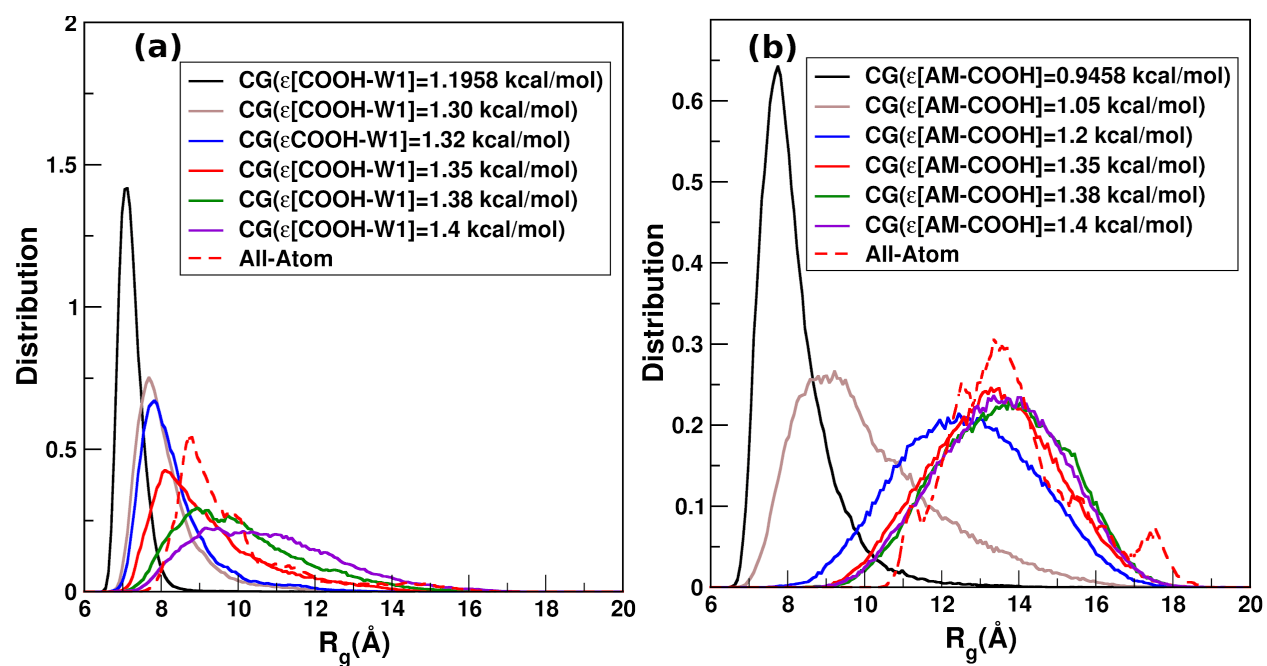 (a)
CG(ε[COOH-W1]=1.1958 kcal/mol)
CG(ε[COOH-W1]=1.30 kcal/mol)
CG(εCOOH-W1]=1.32 kcal/mol)
CG(ε[COOH-W1]=1.35 kcal/mol)
CG(ε[COOH-W1]=1.38 kcal/mol)
CG(ε[COOH-W1]=1.4 kcal/mol)
All-Atom
Distribution
2
1.5
1
0.5
0
6 8 10 12 14 16 18 20
Rg(Å)
(b)
CG(ε[AM-COOH]=0.9458 kcal/mol)
CG(ε[AM-COOH]=1.05 kcal/mol)
CG(ε[AM-COOH]=1.2 kcal/mol)
CG(ε[AM-COOH]=1.35 kcal/mol)
CG(ε[AM-COOH]=1.38 kcal/mol)
CG(ε[AM-COOH]=1.4 kcal/mol)
All-Atom
Distribution
0.6
0.5
0.4
0.3
0.2
0.1
0
6 8 10 12 14 16 18 20
Rg(Å)